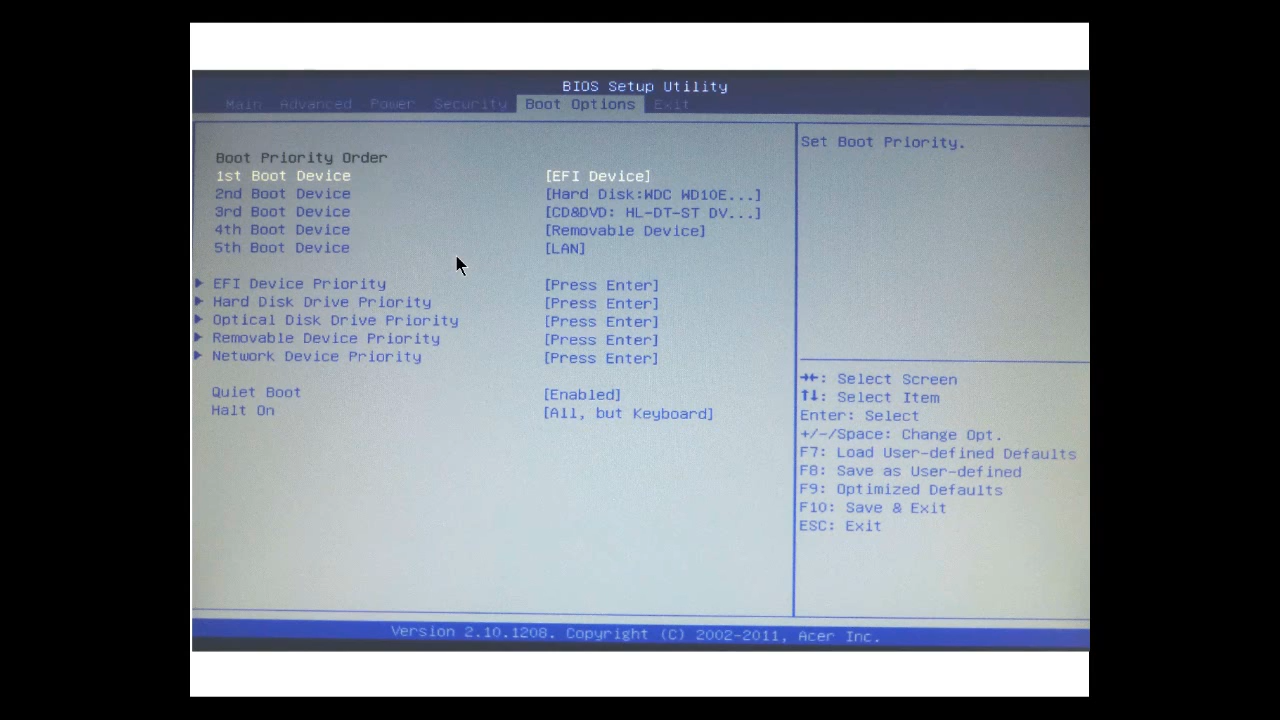 BIOS Setup Utility
Main Advanced Power Security Boot Options Exit
Boot Priority Order
1st Boot Device [EFI Device]
2nd Boot Device [Hard Disk:WDC WD10E...]
3rd Boot Device [CD&DVD: HL-DT-ST DV...]
4th Boot Device [Removable Device]
5th Boot Device [LAN]
EFI Device Priority [Press Enter]
Hard Disk Drive Priority [Press Enter]
Optical Disk Drive Priority [Press Enter]
Removable Device Priority [Press Enter]
Network Device Priority [Press Enter]
Quiet Boot [Enabled]
Halt On [All, but Keyboard]
Set Boot Priority.
→←: Select Screen
↑↓: Select Item
Enter: Select
+/-/Space: Change Opt.
F7: Load User-defined Defaults
F8: Save as User-defined
F9: Optimized Defaults
F10: Save & Exit
ESC: Exit
Version 2.10.1208. Copyright (C) 2002-2011, Acer Inc.